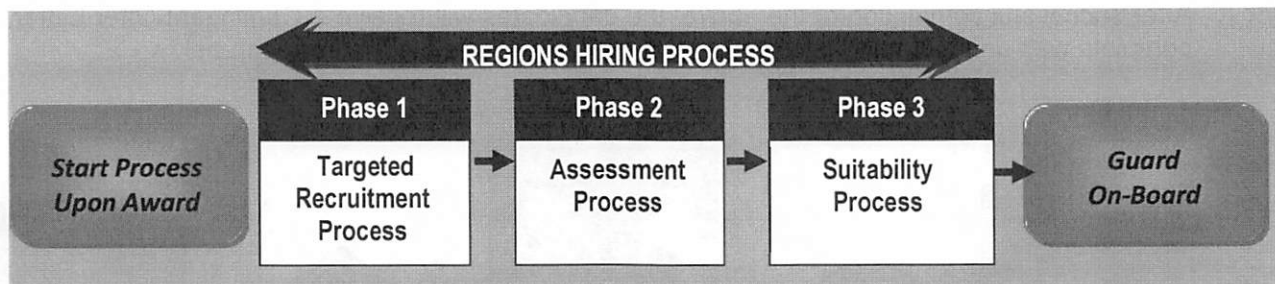 REGIONS HIRING PROCESS
Start Process
Upon Award
Phase 1
Targeted
Recruitment
Process
Phase 2
Assessment
Process
Phase 3
Suitability
Process
Guard
On-Board